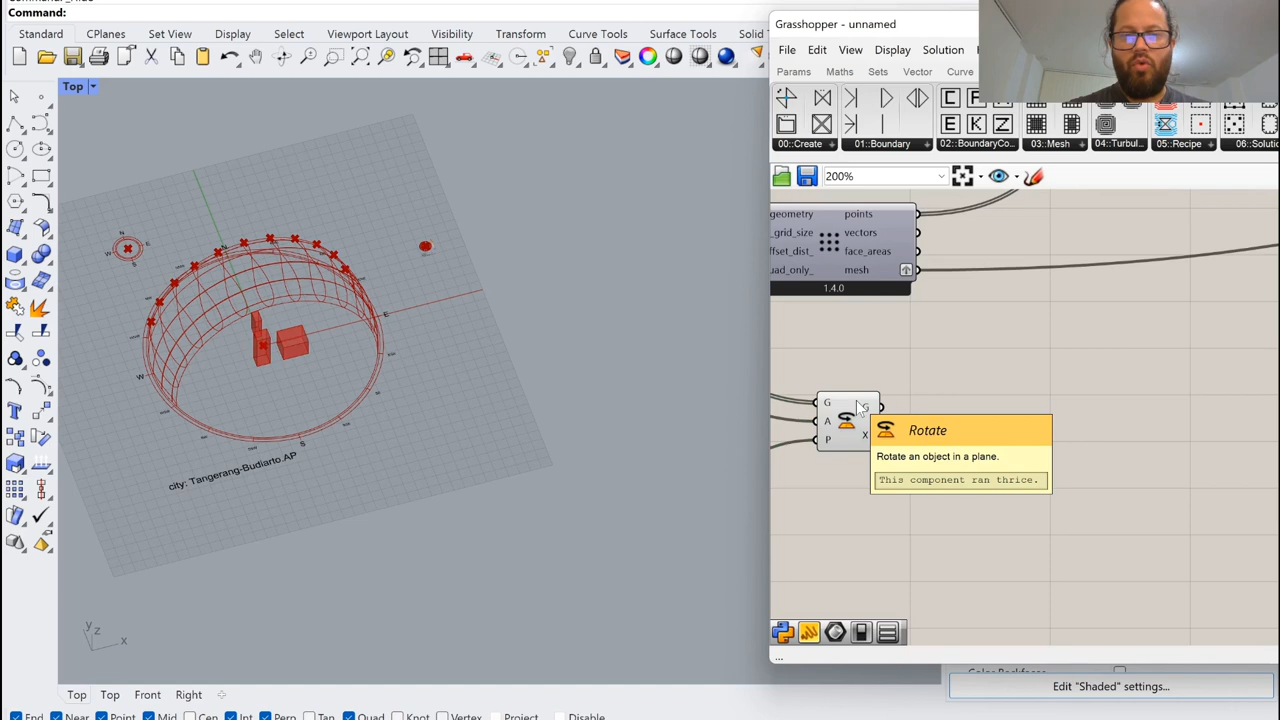 Command:
Standard CPlanes Set View Display Select Viewport Layout Visibility Transform Curve Tools Surface Tools Solid
Top
N
W E
S
E
W
S
city: Tangerang-Budiarto.AP
y z x
Top Top Front Right
End Near Point Mid Cen Int Perp Tan Quad Knot Vertex Project Disable
Grasshopper - unnamed
File Edit View Display Solution
Params Maths Sets Vector Curve
00::Create 01::Boundary 02::BoundaryCo... 03::Mesh 04::Turbul... 05::Recipe 06::Solutio
200%
geometry points
_grid_size vectors
ffset_dist_ face_areas
uad_only_ mesh
1.4.0
G G
A
P X
Rotate
Rotate an object in a plane.
This component ran thrice.
...
Edit "Shaded" settings...